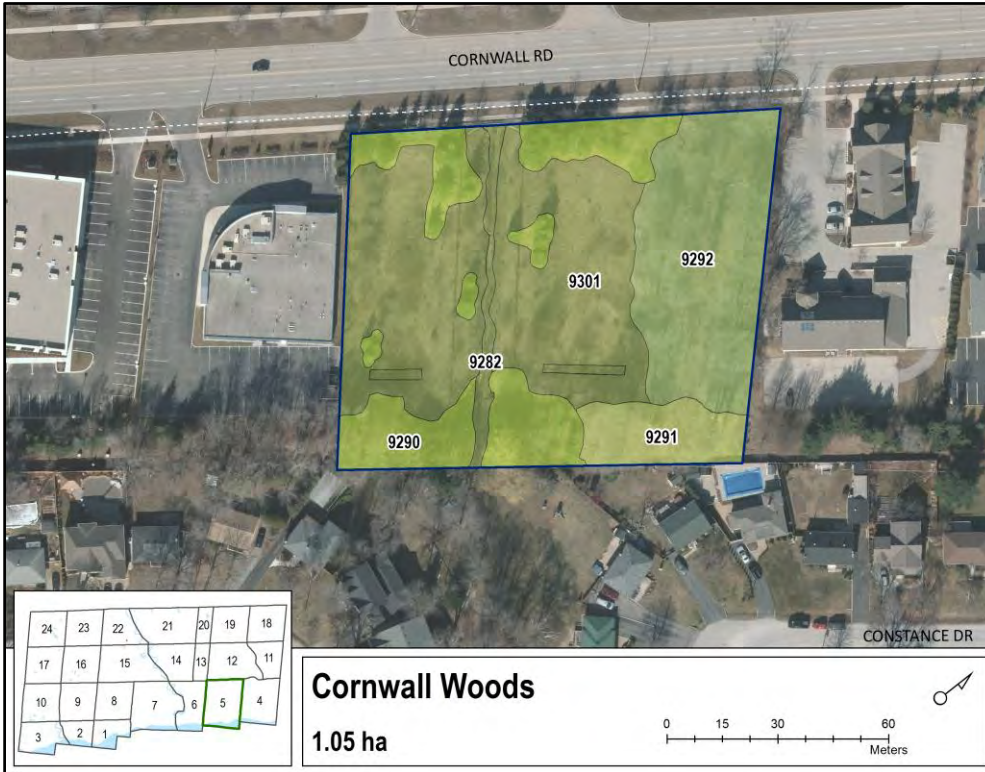 CORNWALL RD
9292
9301
9282
9290
9291
CONSTANCE DR
24 23 22 21 20 19 18
17 16 15 14 13 12 11
10 9 8 7 6 5 4
3 2 1
Cornwall Woods
1.05 ha
0 15 30 60
Meters